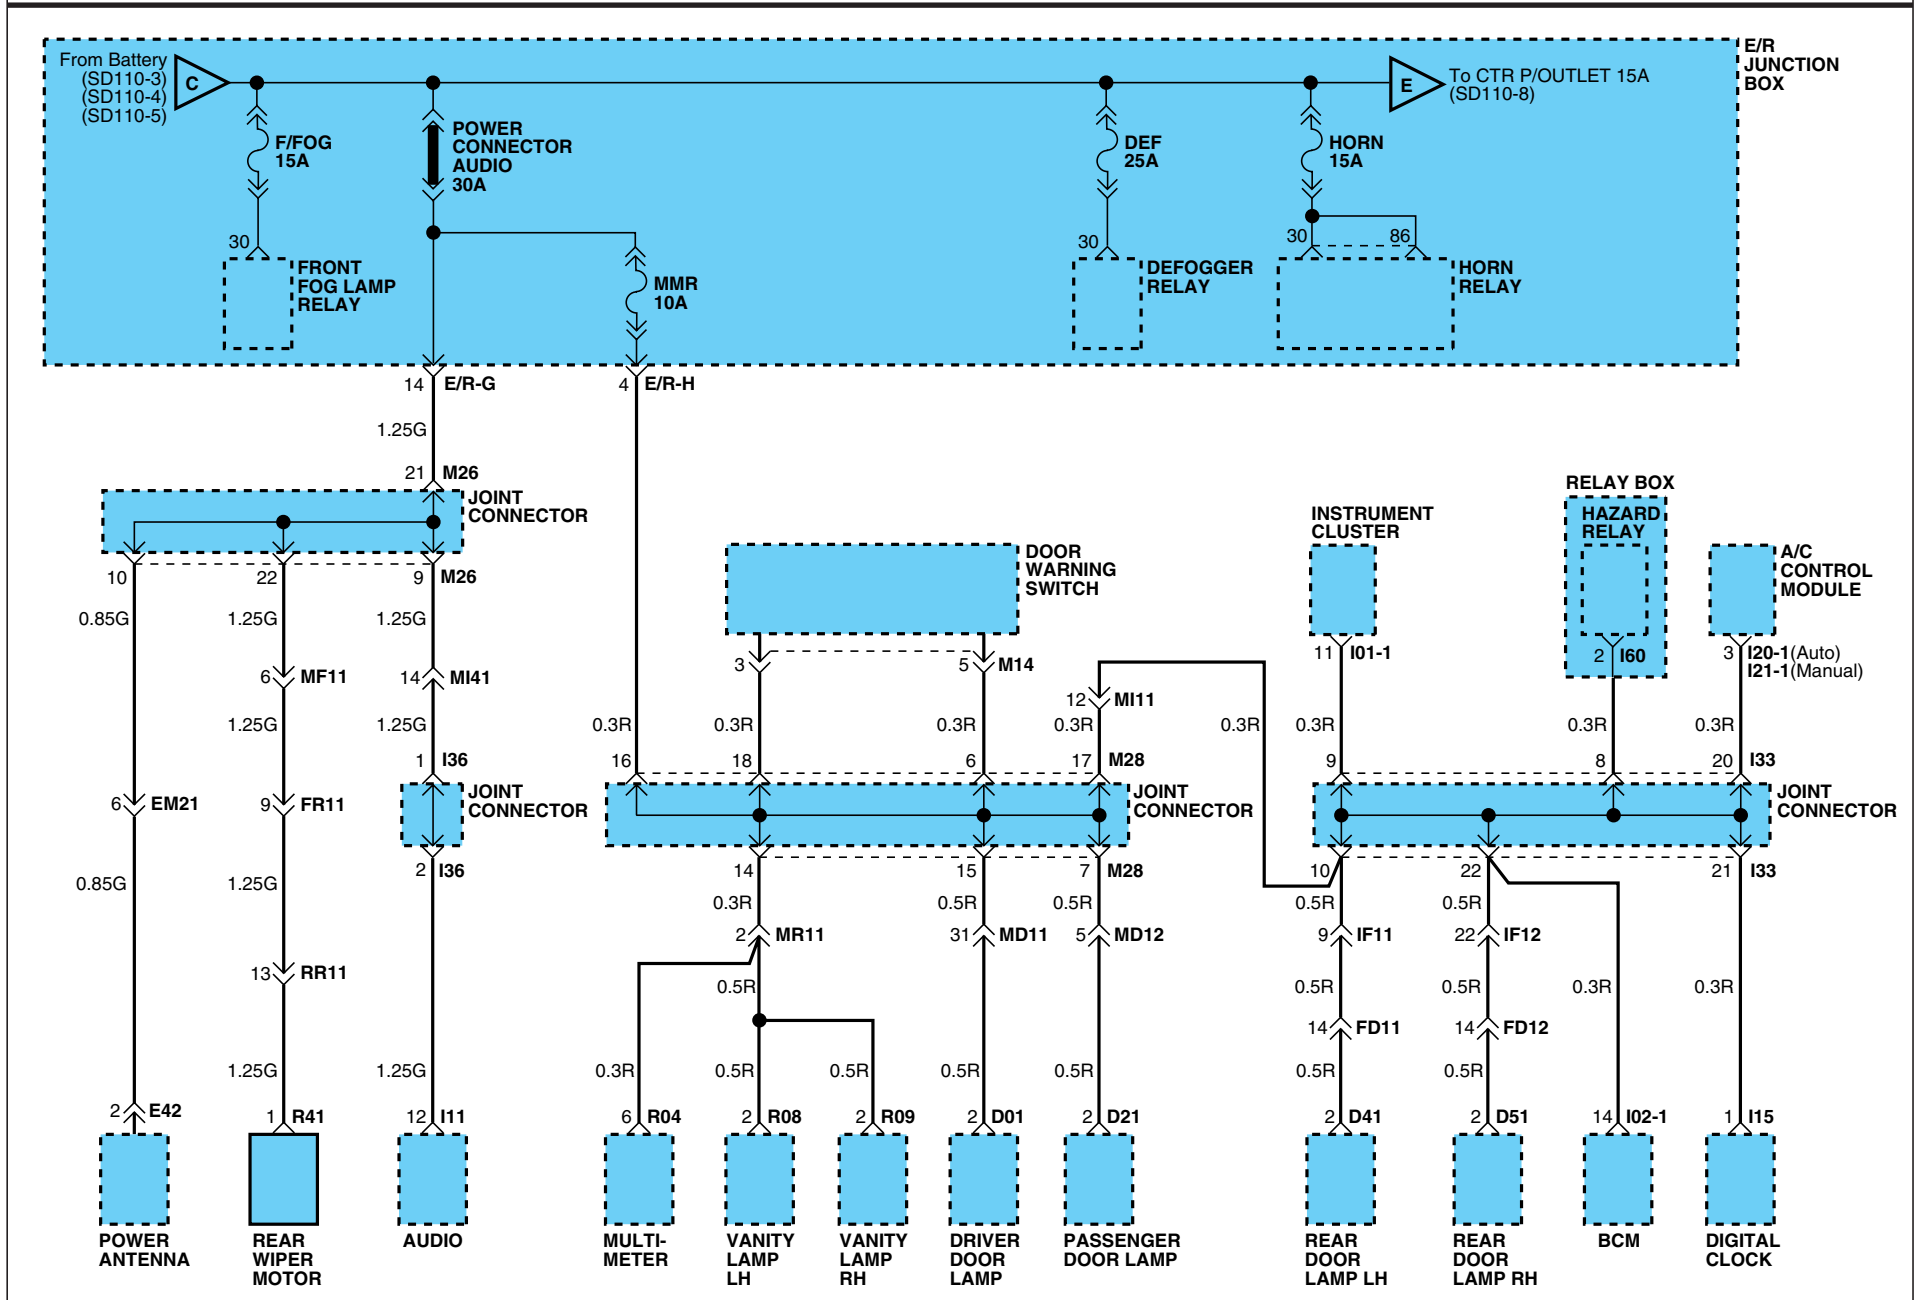 From Battery
(SD110-3)
(SD110-4)
(SD110-5)
C
E
To CTR P/OUTLET 15A
(SD110-8)
E/R
JUNCTION
BOX
F/FOG
15A
POWER
CONNECTOR
AUDIO
30A
DEF
25A
HORN
15A
30
FRONT
FOG LAMP
RELAY
MMR
10A
30
DEFOGGER
RELAY
30
86
HORN
RELAY
14 E/R-G
4 E/R-H
1.25G
21 M26
JOINT
CONNECTOR
10
22
9 M26
0.85G
1.25G
1.25G
6 MF11
14 MI41
1.25G
1.25G
1 I36
JOINT
CONNECTOR
2 I36
6 EM21
9 FR11
0.85G
1.25G
13 RR11
1.25G
1.25G
2 E42
1 R41
12 I11
POWER
ANTENNA
REAR
WIPER
MOTOR
AUDIO
DOOR
WARNING
SWITCH
3
5 M14
12 MI11
0.3R
0.3R
0.3R
0.3R
0.3R
16
18
6
17 M28
JOINT
CONNECTOR
14
15
7 M28
0.3R
0.5R
0.5R
2 MR11
31 MD11
5 MD12
0.5R
0.3R
0.5R
0.5R
0.5R
0.5R
6 R04
2 R08
2 R09
2 D01
2 D21
MULTI-
METER
VANITY
LAMP
LH
VANITY
LAMP
RH
DRIVER
DOOR
LAMP
PASSENGER
DOOR LAMP
INSTRUMENT
CLUSTER
RELAY BOX
HAZARD
RELAY
A/C
CONTROL
MODULE
11 I01-1
2 I60
3 I20-1(Auto)
I21-1(Manual)
0.3R
0.3R
0.3R
9
8
20 I33
JOINT
CONNECTOR
10
22
21 I33
0.5R
0.5R
9 IF11
22 IF12
0.5R
0.5R
0.3R
0.3R
14 FD11
14 FD12
0.5R
0.5R
2 D41
2 D51
14 I02-1
1 I15
REAR
DOOR
LAMP LH
REAR
DOOR
LAMP RH
BCM
DIGITAL
CLOCK